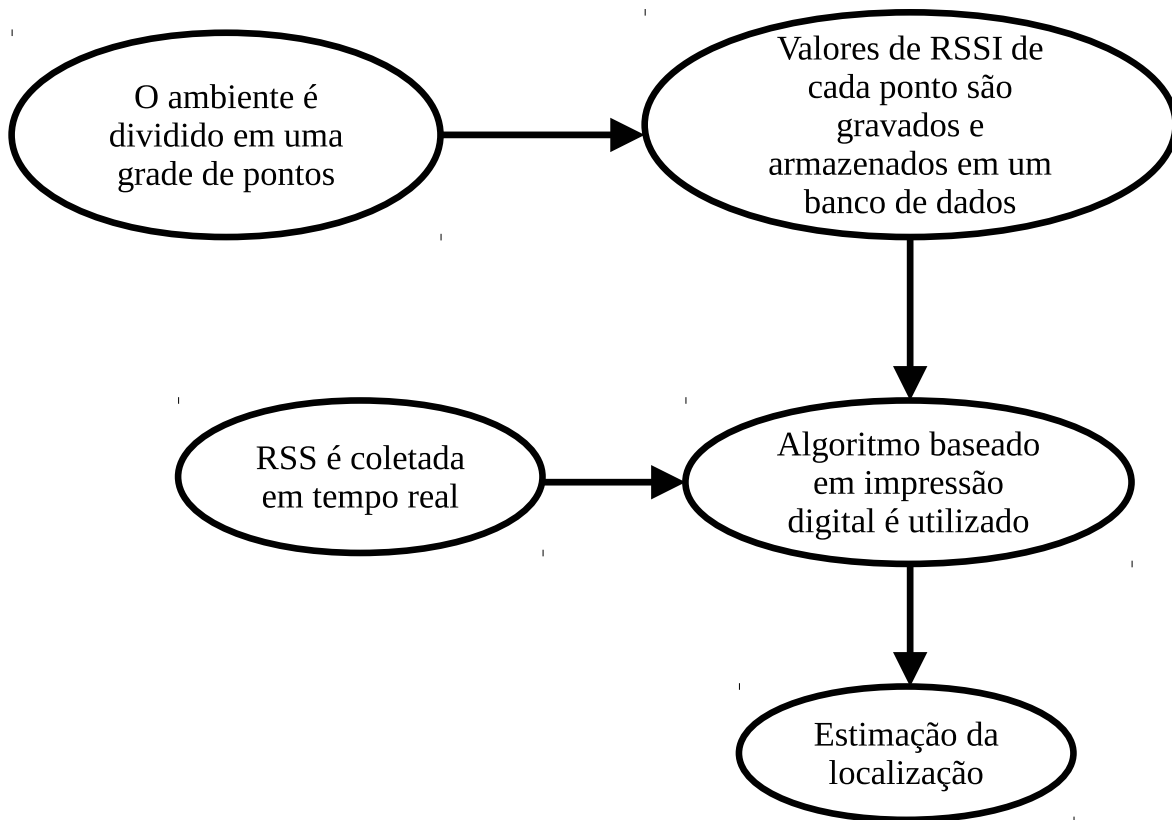 O ambiente é
dividido em uma
grade de pontos
Valores de RSSI de
cada ponto são
gravados e
armazenados em um
banco de dados
RSS é coletada
em tempo real
Algoritmo baseado
em impressão
digital é utilizado
Estimação da
localização